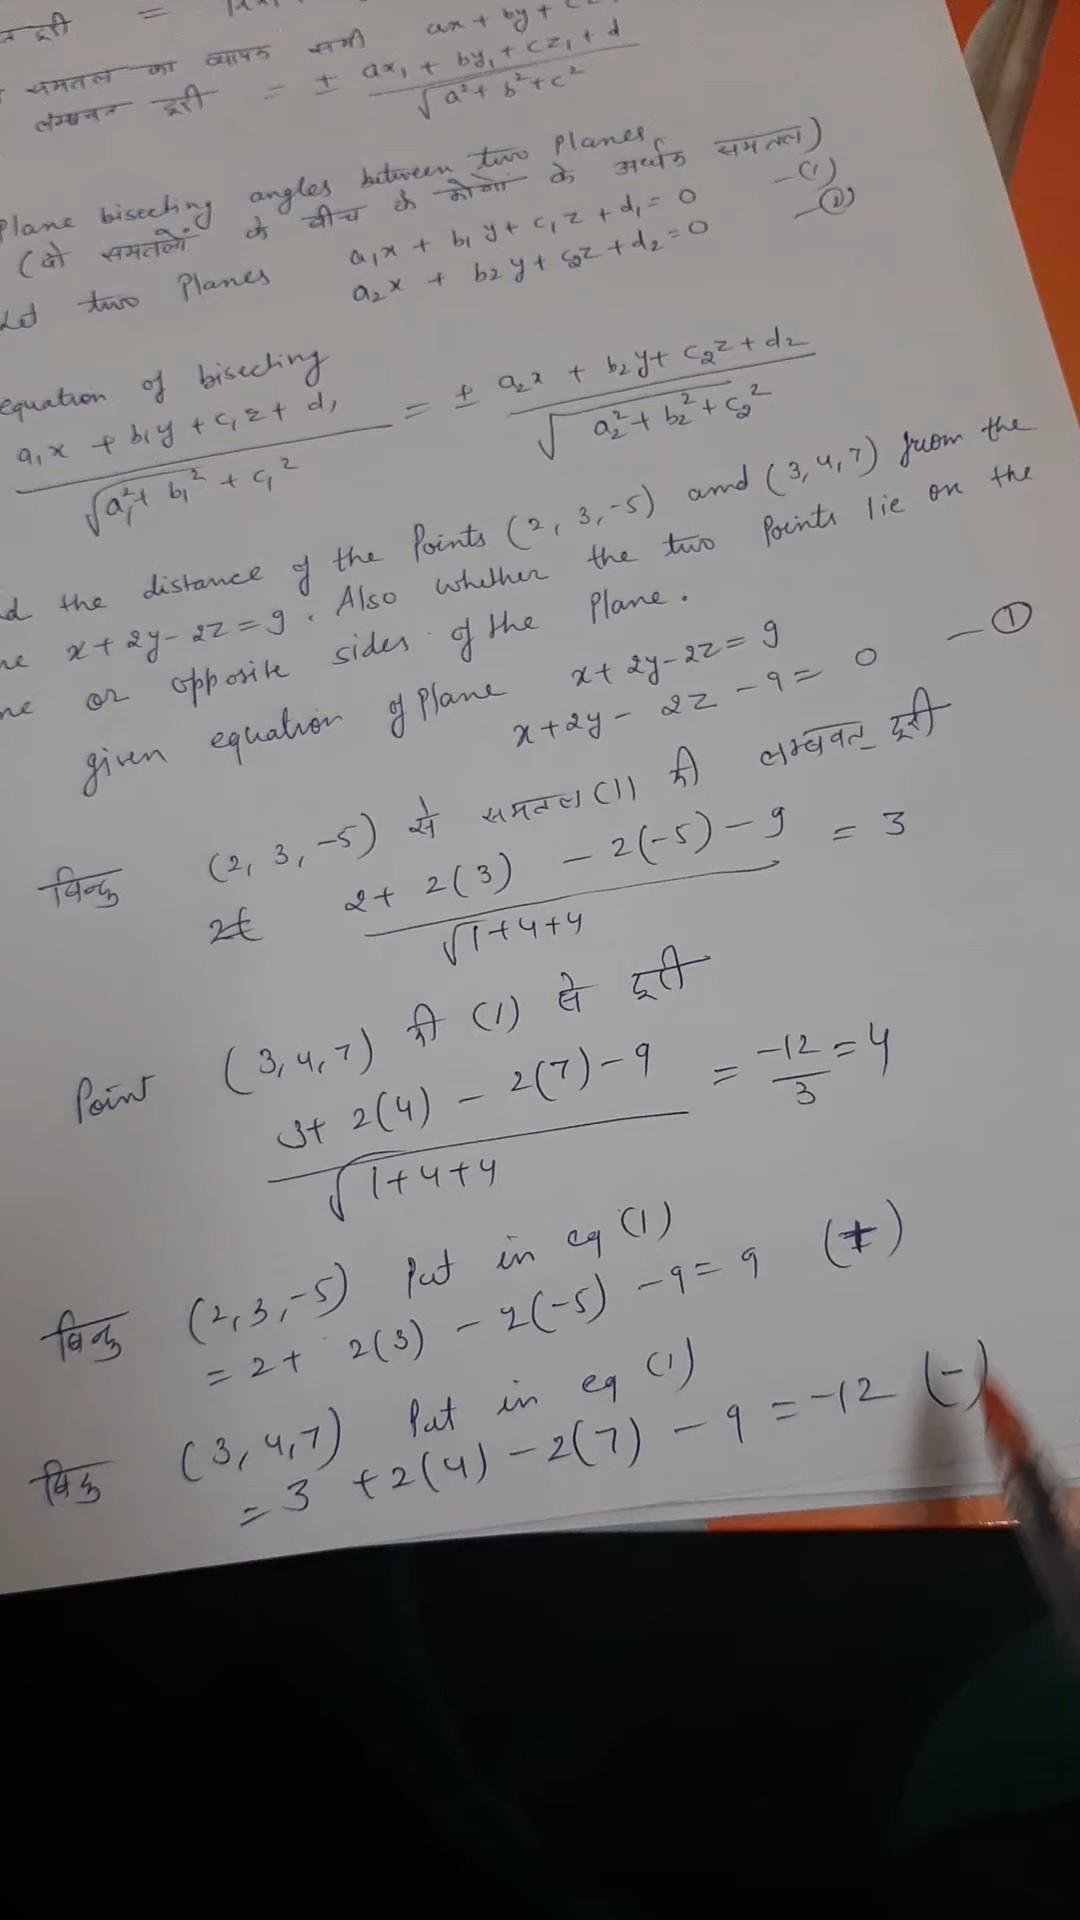 दूरी =
समतल का व्यापक समी ax + by +
लम्बवत दूरी = ± ax₁ + by₁ + cz₁ + d / √a² + b² + c²
Plane bisecting angles between two planes
(दो समतलों के बीच के कोणों के अर्धक समतल)
Let two Planes a₁x + b₁y + c₁z + d₁ = 0 —(1)
a₂x + b₂y + c₂z + d₂ = 0 —(2)
equation of bisecting
a₁x + b₁y + c₁z + d₁ / √a₁² + b₁² + c₁² = ± a₂x + b₂y + c₂z + d₂ / √a₂² + b₂² + c₂²
the distance of the Points (2, 3, -5) and (3, 4, 7) from the
x + 2y - 2z = 9. Also whether the two Points lie on the
or opposite sides of the Plane.
given equation of Plane x + 2y - 2z = 9
x + 2y - 2z - 9 = 0 —(1)
बिन्दु (2, 3, -5) से समतल (1) की लम्बवत् दूरी
2 + 2(3) - 2(-5) - 9 / √1+4+4 = 3
Point (3, 4, 7) की (1) से दूरी
3 + 2(4) - 2(7) - 9 / √1+4+4 = -12/3 = 4
बिन्दु (2, 3, -5) Put in eq (1)
= 2 + 2(3) - 2(-5) - 9 = 9 (+)
बिन्दु (3, 4, 7) Put in eq (1)
= 3 + 2(4) - 2(7) - 9 = -12 (-)